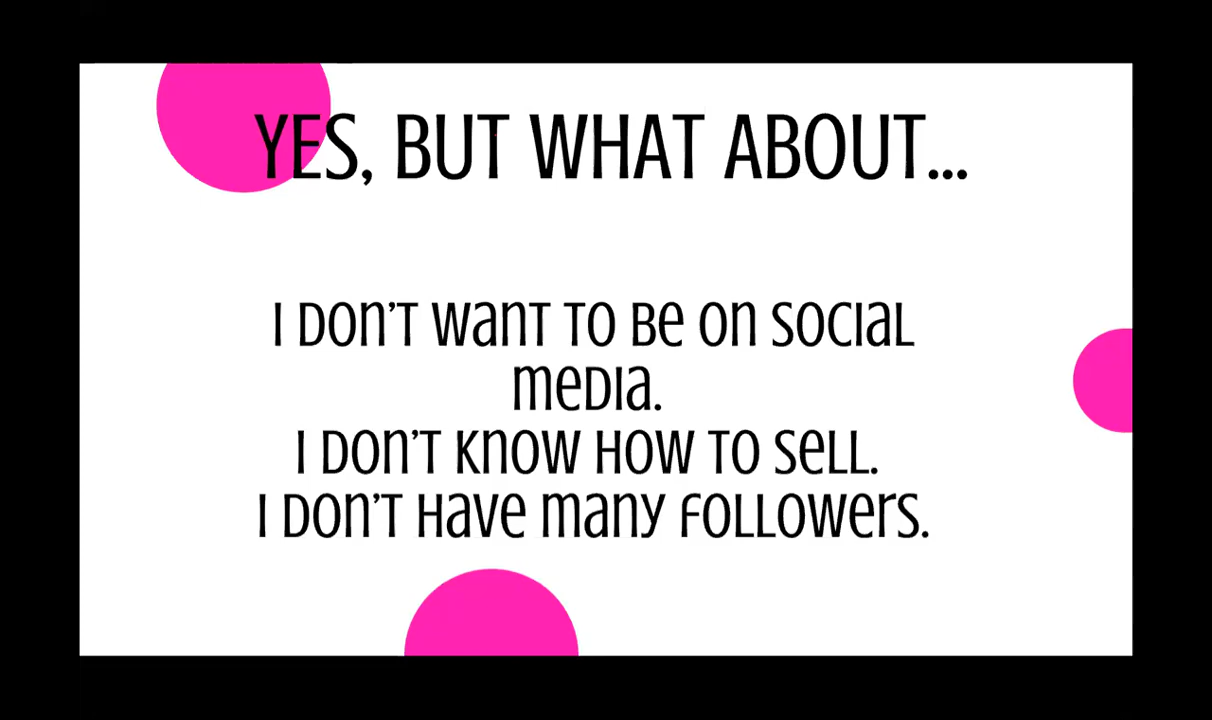 YES, BUT WHAT ABOUT...
I DON'T WANT TO BE ON SOCIAL
MEDIA.
I DON'T KNOW HOW TO SELL.
I DON'T HAVE MANY FOLLOWERS.